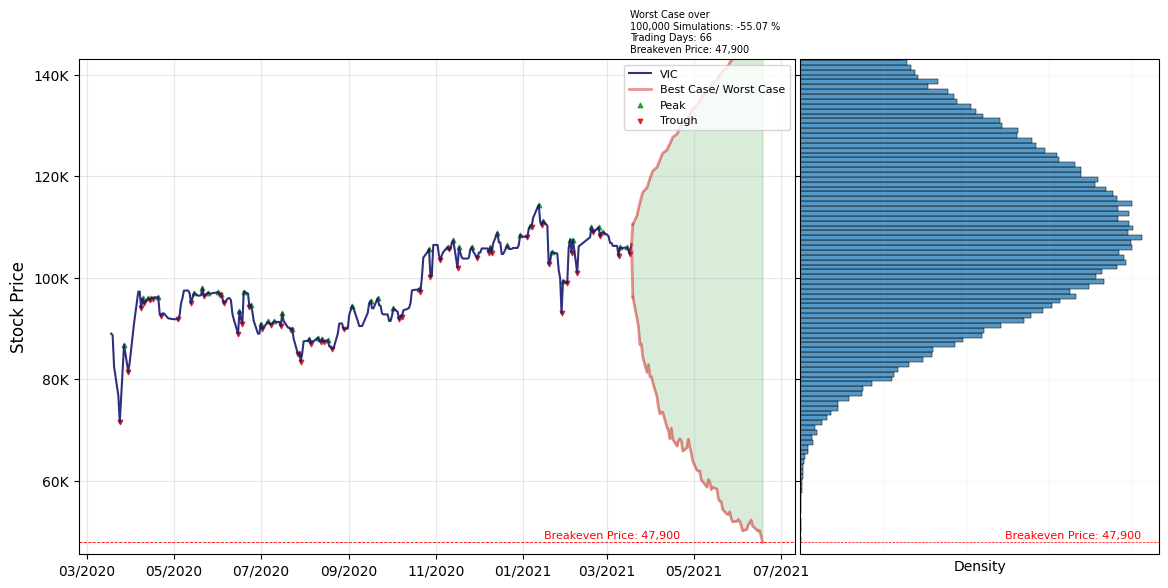 Worst Case over
100,000 Simulations: -55.07 %
Trading Days: 66
Breakeven Price: 47,900
VIC
Best Case/ Worst Case
Peak
Trough
140K
120K
100K
80K
60K
Stock Price
Breakeven Price: 47,900
Breakeven Price: 47,900
03/2020
05/2020
07/2020
09/2020
11/2020
01/2021
03/2021
05/2021
07/2021
Density